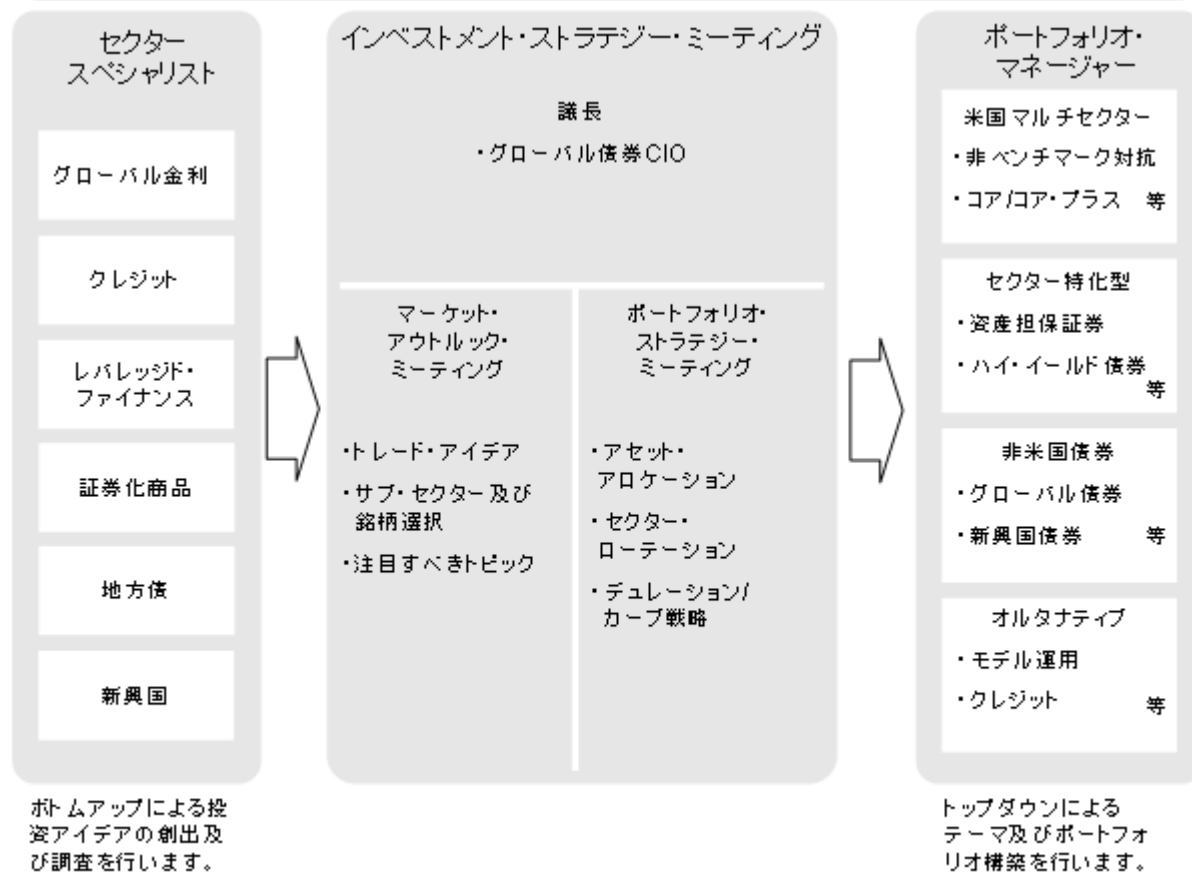 セクター
スペシャリスト
グローバル金利
クレジット
レバレッジド・
ファイナンス
証券化商品
地方債
新興国
ボトムアップによる投
資アイデアの創出及
び調査を行います。
インベストメント・ストラテジー・ミーティング
議長
・グローバル債券CIO
マーケット・
アウトルック・
ミーティング
・トレード・アイデア
・サブ・セクター及び
銘柄選択
・注目すべきトピック
ポートフォリオ・
ストラテジー・
ミーティング
・アセット・
アロケーション
・セクター・
ローテーション
・デュレーション/
カーブ戦略
ポートフォリオ・
マネージャー
米国マルチセクター
・非ベンチマーク対抗
・コア/コア・プラス 等
セクター特化型
・資産担保証券
・ハイ・イールド債券
等
非米国債券
・グローバル債券
・新興国債券 等
オルタナティブ
・モデル運用
・クレジット 等
トップダウンによる
テーマ及びポートフォ
リオ構築を行います。